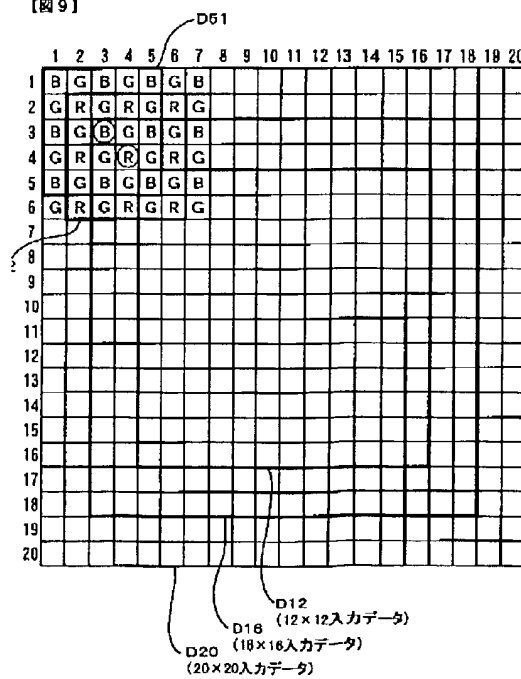 【図9】
D51
1 2 3 4 5 6 7 8 9 10 11 12 13 14 15 16 17 18 19 20
1 B G B G B G B
2 G R G R G R G
3 B G B G B G B
4 G R G R G R G
5 B G B G B G B
6 G R G R G R G
7
8
9
10
11
12
13
14
15
16
17
18
19
20
D12
(12×12入力データ)
D16
(18×16入力データ)
D20
(20×20入力データ)